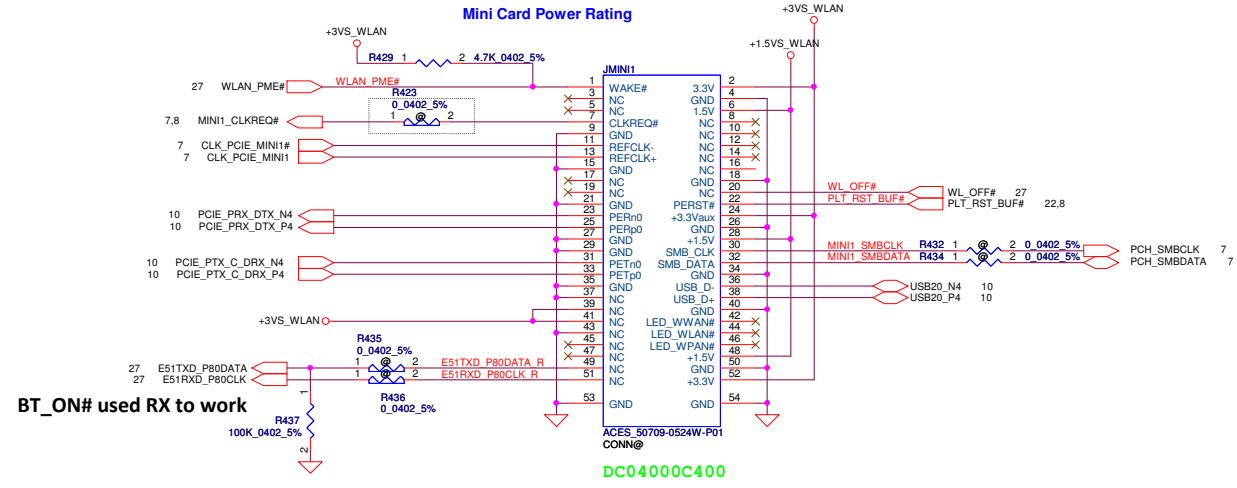 Mini Card Power Rating
+3VS_WLAN
+3VS_WLAN
+1.5VS_WLAN
R429 1 2 4.7K_0402_5%
JMINI1
27 WLAN_PME# WLAN_PME# 1 WAKE# 3.3V 2
R423 3 NC GND 4
0_0402_5% 5 NC 1.5V 6
7,8 MINI1_CLKREQ# 1 @ 2 7 CLKREQ# NC 8
9 GND NC 10
7 CLK_PCIE_MINI1# 11 REFCLK- NC 12
7 CLK_PCIE_MINI1 13 REFCLK+ NC 14
15 GND NC 16
17 NC GND 18
19 NC NC 20 WL_OFF# WL_OFF# 27
21 GND PERST# 22 PLT_RST_BUF# PLT_RST_BUF# 22,8
10 PCIE_PRX_DTX_N4 23 PERn0 +3.3Vaux 24
10 PCIE_PRX_DTX_P4 25 PERp0 GND 26
27 GND +1.5V 28
29 GND SMB_CLK 30 MINI1_SMBCLK R432 1 @ 2 0_0402_5% PCH_SMBCLK 7
10 PCIE_PTX_C_DRX_N4 31 PETn0 SMB_DATA 32 MINI1_SMBDATA R434 1 @ 2 0_0402_5% PCH_SMBDATA 7
10 PCIE_PTX_C_DRX_P4 33 PETp0 GND 34
35 GND USB_D- 36 USB20_N4 10
37 NC USB_D+ 38 USB20_P4 10
39 NC GND 40
+3VS_WLAN 41 NC LED_WWAN# 42
43 NC LED_WLAN# 44
R435 45 NC LED_WPAN# 46
0_0402_5% 47 NC +1.5V 48
27 E51TXD_P80DATA 1 @ 2 E51TXD_P80DATA_R 49 NC GND 50
27 E51RXD_P80CLK 1 @ 2 E51RXD_P80CLK_R 51 NC +3.3V 52
R436
0_0402_5%
53 GND GND 54
BT_ON# used RX to work
1
R437
100K_0402_5%
2
ACES_50709-0524W-P01
CONN@
DC04000C400